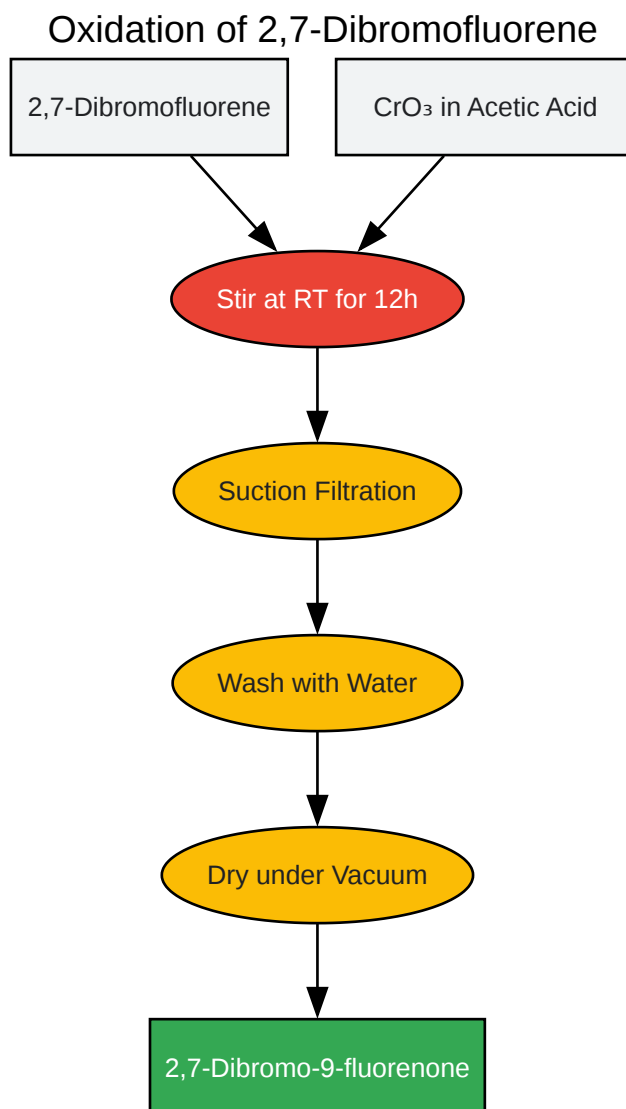 Oxidation of 2,7-Dibromofluorene
2,7-Dibromofluorene
CrO₃ in Acetic Acid
Stir at RT for 12h
Suction Filtration
Wash with Water
Dry under Vacuum
2,7-Dibromo-9-fluorenone